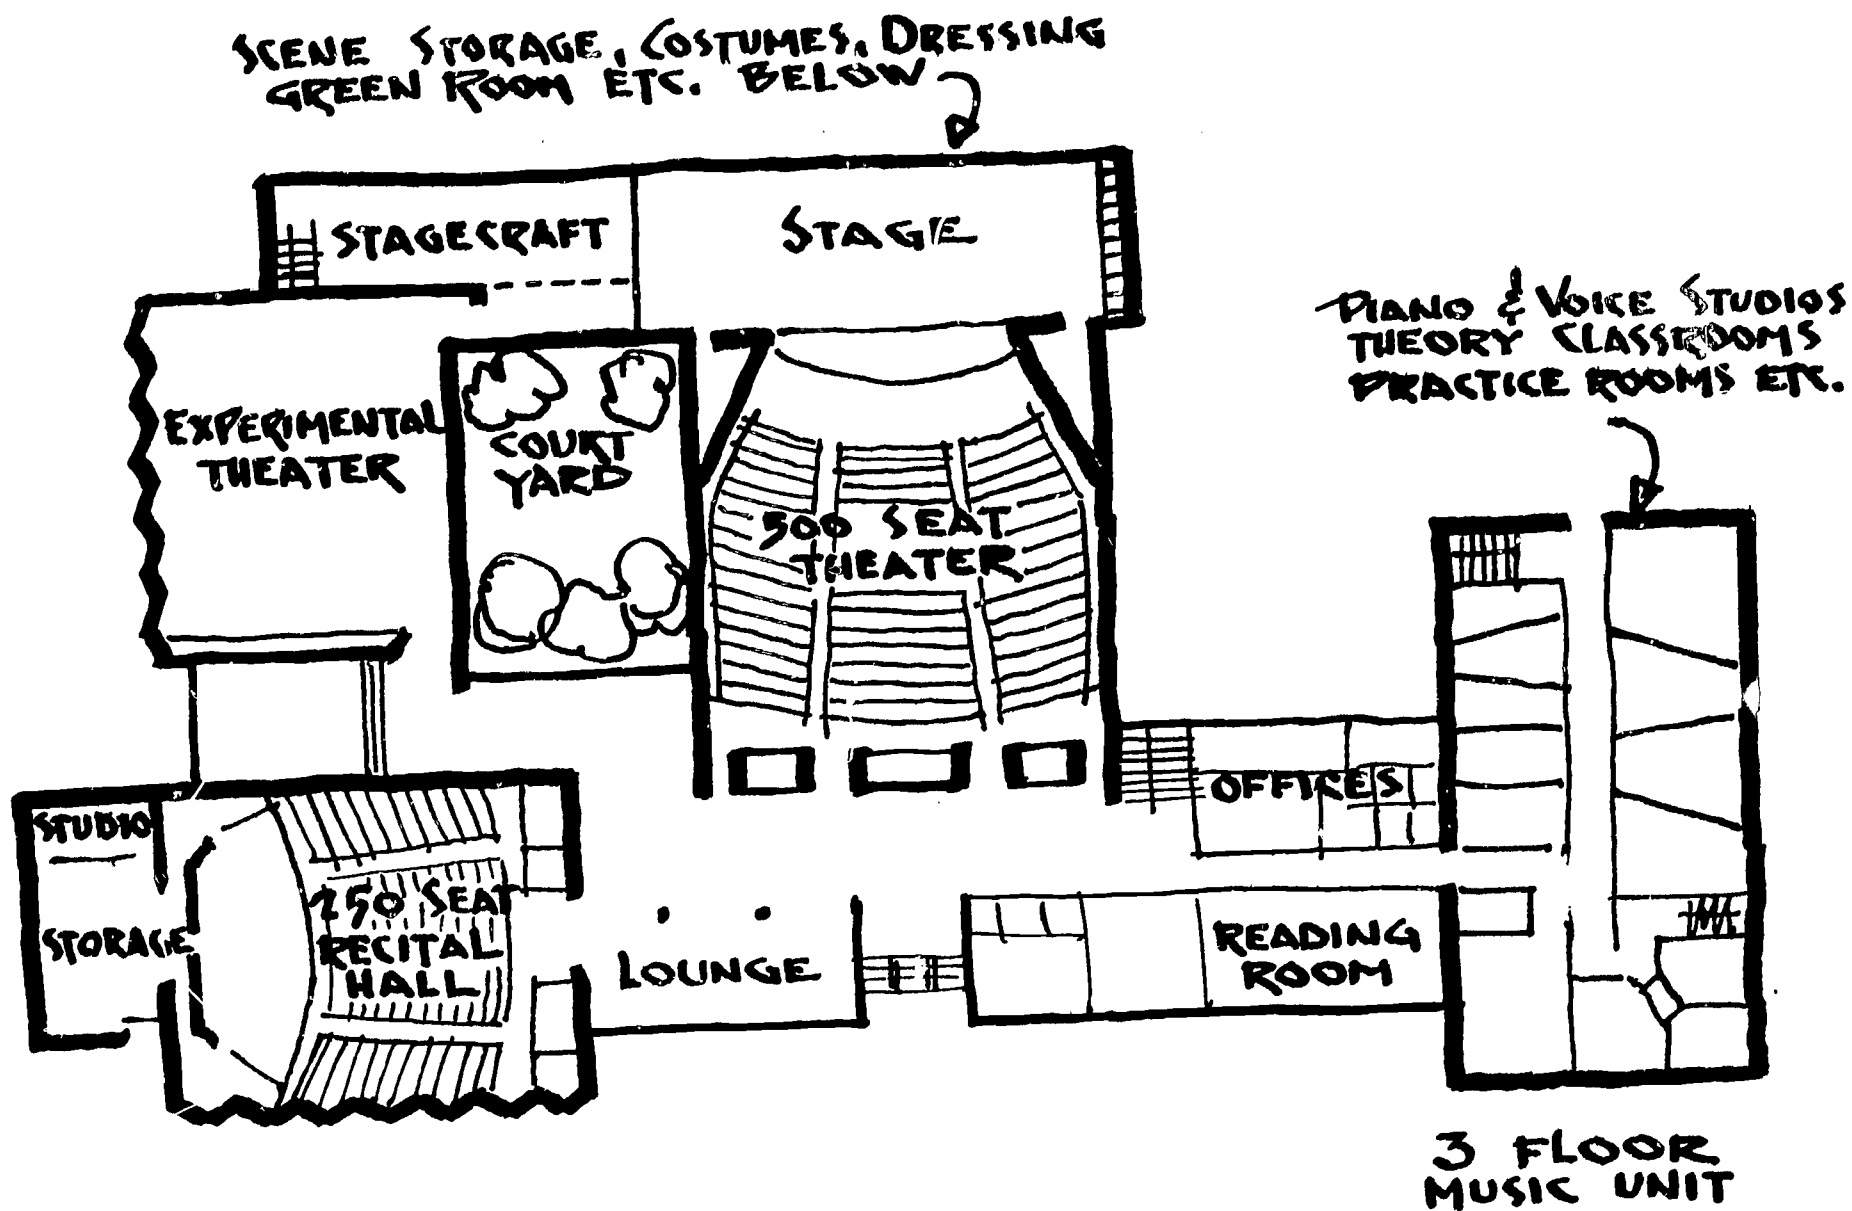 SCENE STORAGE, COSTUMES, DRESSING
GREEN ROOM ETC. BELOW
STAGECRAFT
STAGE
PIANO & VOICE STUDIOS
THEORY CLASSROOMS
PRACTICE ROOMS ETC.
EXPERIMENTAL
THEATER
COURT
YARD
500 SEAT
THEATER
OFFICES
STUDIO
STORAGE
250 SEAT
RECITAL
HALL
LOUNGE
READING
ROOM
3 FLOOR
MUSIC UNIT